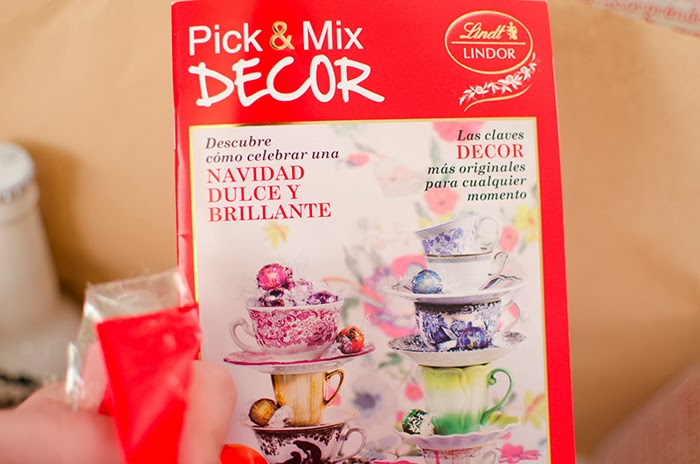 Pick & Mix
DECOR
Lindt
LINDOR
Descubre
cómo celebrar una
NAVIDAD
DULCE Y
BRILLANTE
Las claves
DECOR
más originales
para cualquier
momento